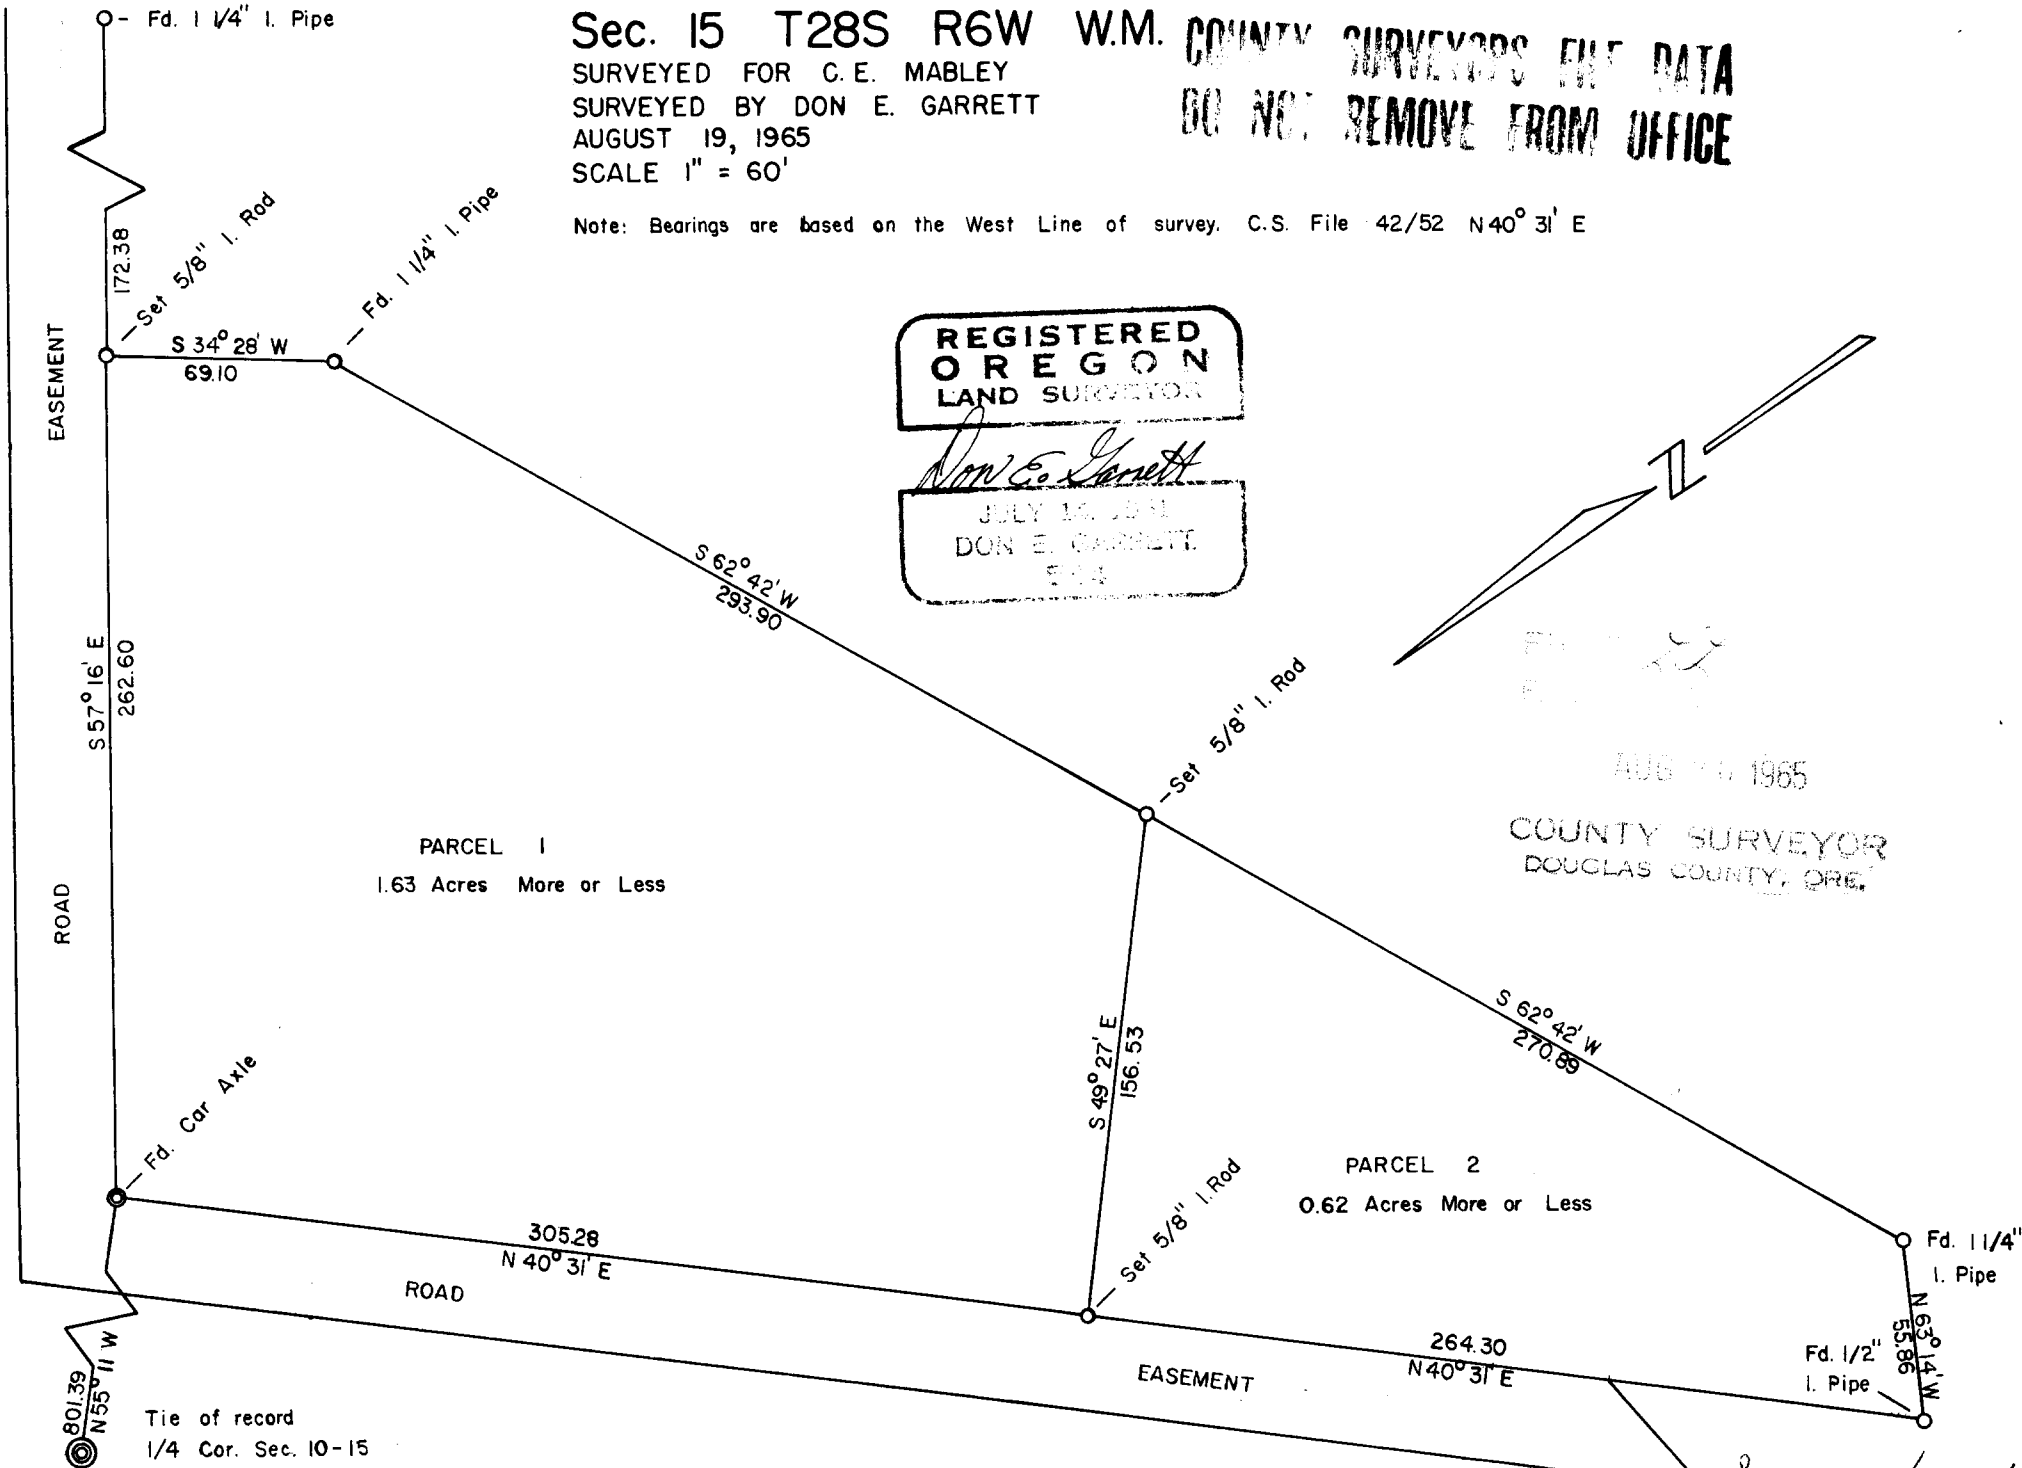 Fd. 1 1/4" I. Pipe
Sec. 15 T28S R6W W.M.
SURVEYED FOR C. E. MABLEY
SURVEYED BY DON E. GARRETT
AUGUST 19, 1965
SCALE 1" = 60'
COUNTY SURVEYORS FILE DATA
DO NOT REMOVE FROM OFFICE
Note: Bearings are based on the West Line of survey. C.S. File 42/52 N 40° 31' E
172.38
Set 5/8" I. Rod
Fd. 1 1/4" I. Pipe
S 34° 28' W
69.10
EASEMENT
REGISTERED
OREGON
LAND SURVEYOR
Don E. Garrett
JULY
DON E. GARRETT
N
S 62° 42' W
293.90
S 57° 16' E
262.60
Set 5/8" I. Rod
AUG 1965
COUNTY SURVEYOR
DOUGLAS COUNTY, ORE.
PARCEL 1
1.63 Acres More or Less
ROAD
S 62° 42' W
270.89
S 49° 27' E
156.53
Fd. Car Axle
PARCEL 2
0.62 Acres More or Less
Set 5/8" I. Rod
305.28
N 40° 31' E
ROAD
Fd. 1 1/4"
I. Pipe
N 63° 14' W
55.86
264.30
N 40° 31' E
Fd. 1/2"
I. Pipe
EASEMENT
801.39
N 55° 11 W
Tie of record
1/4 Cor. Sec. 10-15